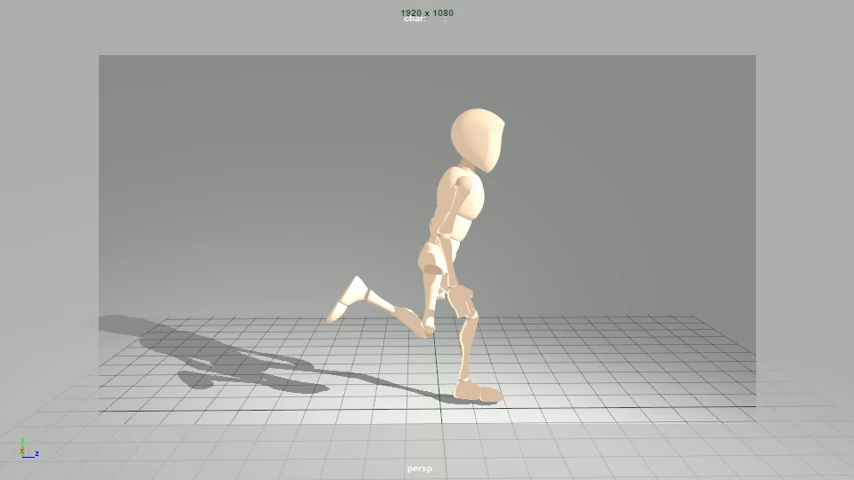 1920 x 1080
char:    :
persp
y
x
z